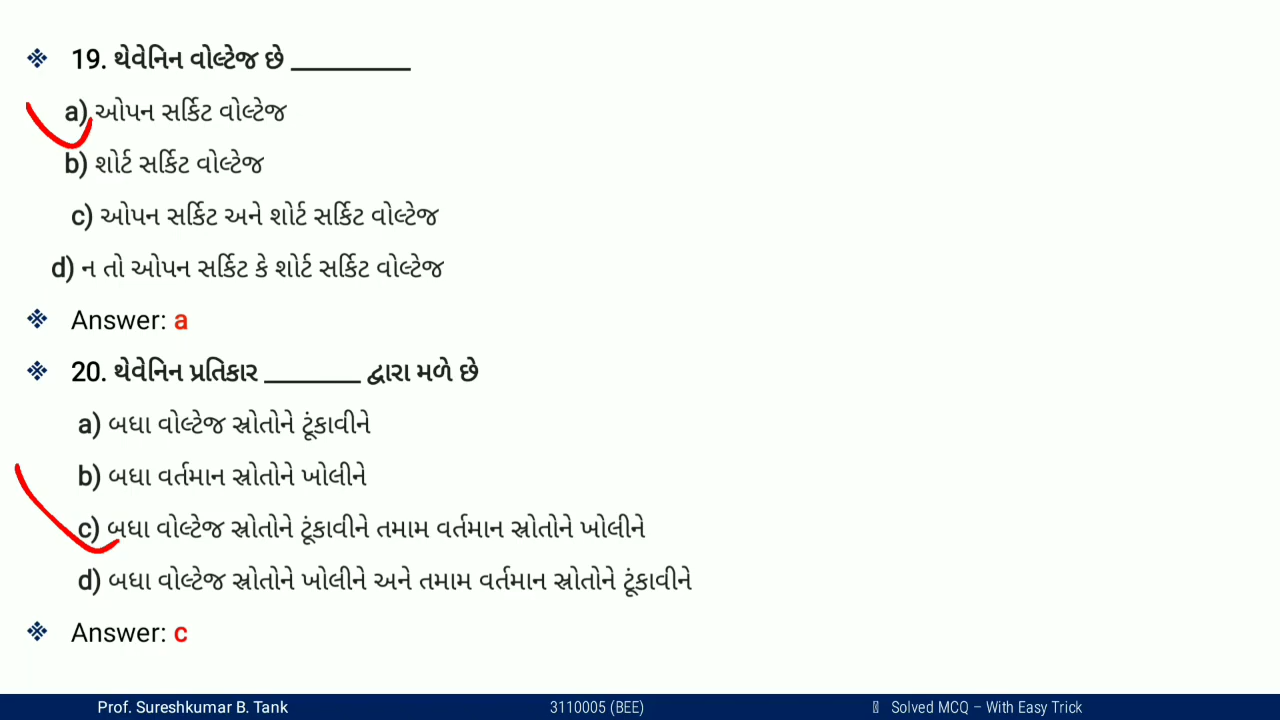 ❖ 19. થેવેનિન વોલ્ટેજ છે __________
a) ઓપન સર્કિટ વોલ્ટેજ
b) શોર્ટ સર્કિટ વોલ્ટેજ
c) ઓપન સર્કિટ અને શોર્ટ સર્કિટ વોલ્ટેજ
d) ન તો ઓપન સર્કિટ કે શોર્ટ સર્કિટ વોલ્ટેજ
❖ Answer: a
❖ 20. થેવેનિન પ્રતિકાર ________ દ્વારા મળે છે
a) બધા વોલ્ટેજ સ્રોતોને ટૂંકાવીને
b) બધા વર્તમાન સ્રોતોને ખોલીને
c) બધા વોલ્ટેજ સ્રોતોને ટૂંકાવીને તમામ વર્તમાન સ્રોતોને ખોલીને
d) બધા વોલ્ટેજ સ્રોતોને ખોલીને અને તમામ વર્તમાન સ્રોતોને ટૂંકાવીને
❖ Answer: c
Prof. Sureshkumar B. Tank 3110005 (BEE) Solved MCQ – With Easy Trick